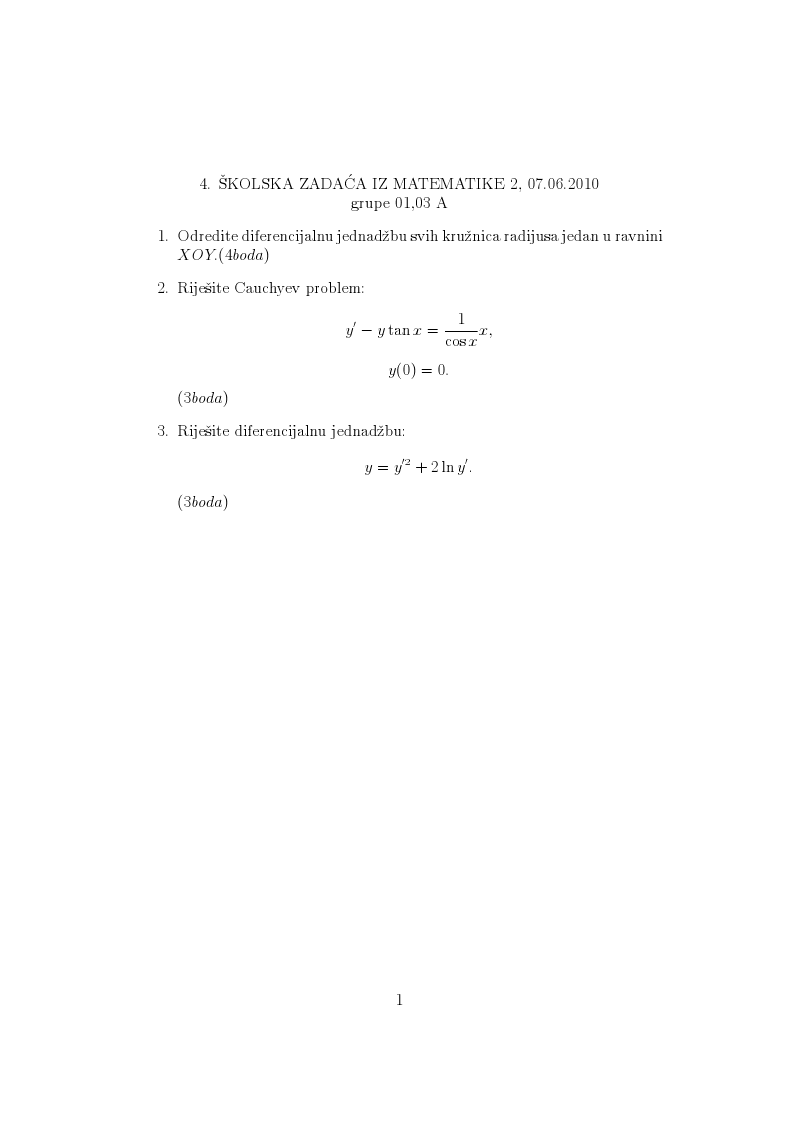 4. ŠKOLSKA ZADAĆA IZ MATEMATIKE 2, 07.06.2010
grupe 01,03 A
1. Odredite diferencijalnu jednadžbu svih kružnica radijusa jedan u ravnini
XOY.(4boda)
2. Riješite Cauchyev problem:
y′ − y tan x = \frac{1}{cos x} x,
y(0) = 0.
(3boda)
3. Riješite diferencijalnu jednadžbu:
y = y′² + 2 ln y′.
(3boda)
1